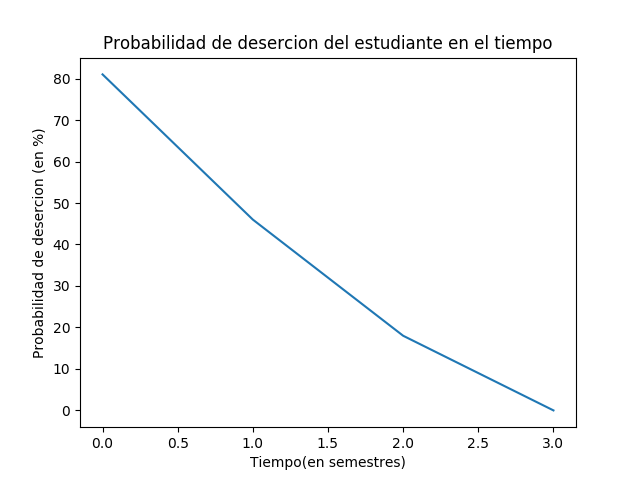 Probabilidad de desercion del estudiante en el tiempo
Probabilidad de desercion (en %)
80
70
60
50
40
30
20
10
0
0.0 0.5 1.0 1.5 2.0 2.5 3.0
Tiempo(en semestres)